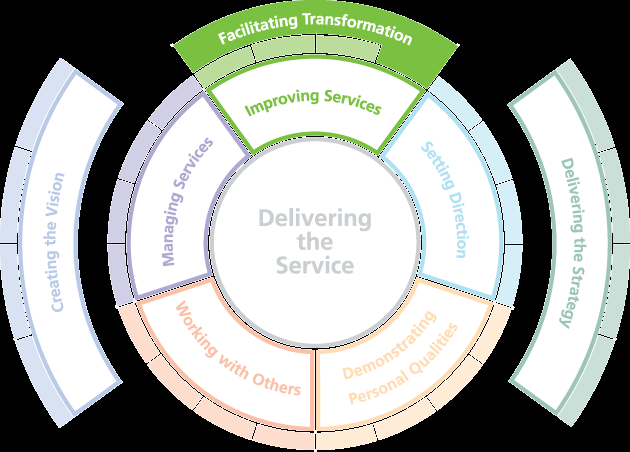 Facilitating Transformation
Improving Services
Managing Services
Setting Direction
Creating the Vision
Delivering the Strategy
Delivering
the
Service
Working with Others
Demonstrating
Personal Qualities